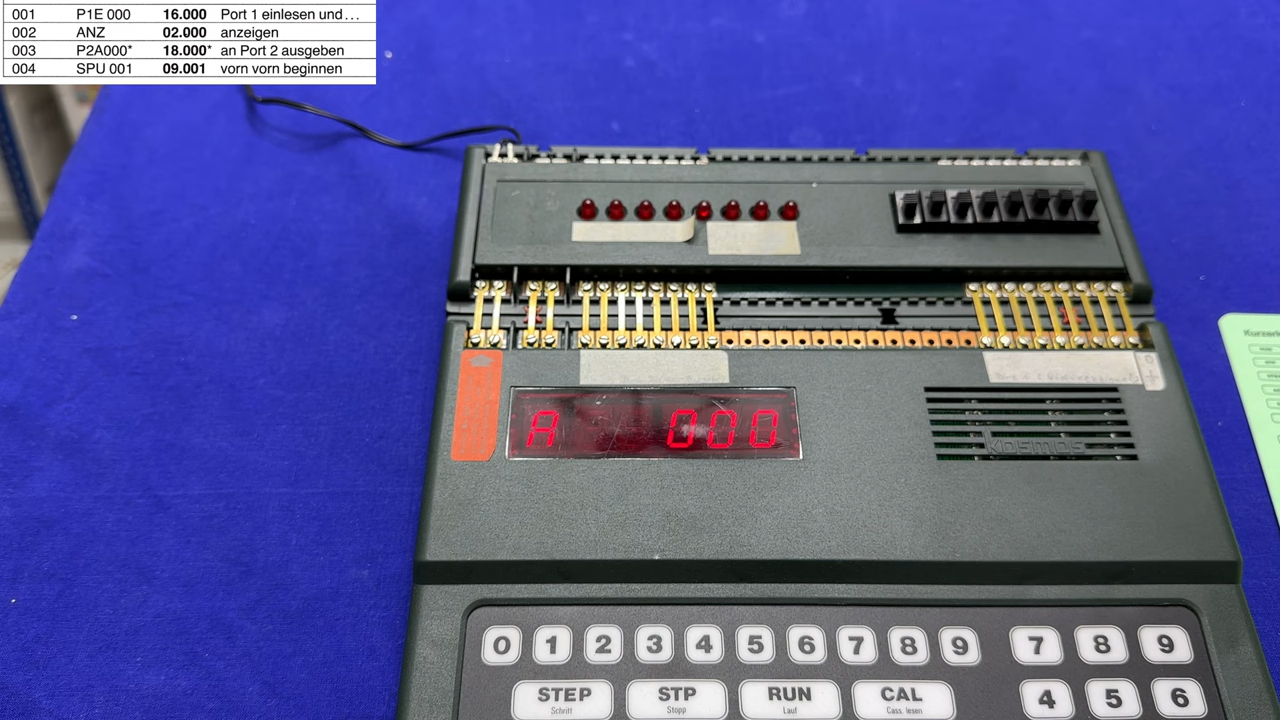 001 P1E 000 16.000 Port 1 einlesen und...
002 ANZ 02.000 anzeigen
003 P2A000* 18.000* an Port 2 ausgeben
004 SPU 001 09.001 vorn vorn beginnen
A 000
kosmos
0 1 2 3 4 5 6 7 8 9 7 8 9
STEP STP RUN CAL 4 5 6
Schritt Stopp Lauf Cass. lesen